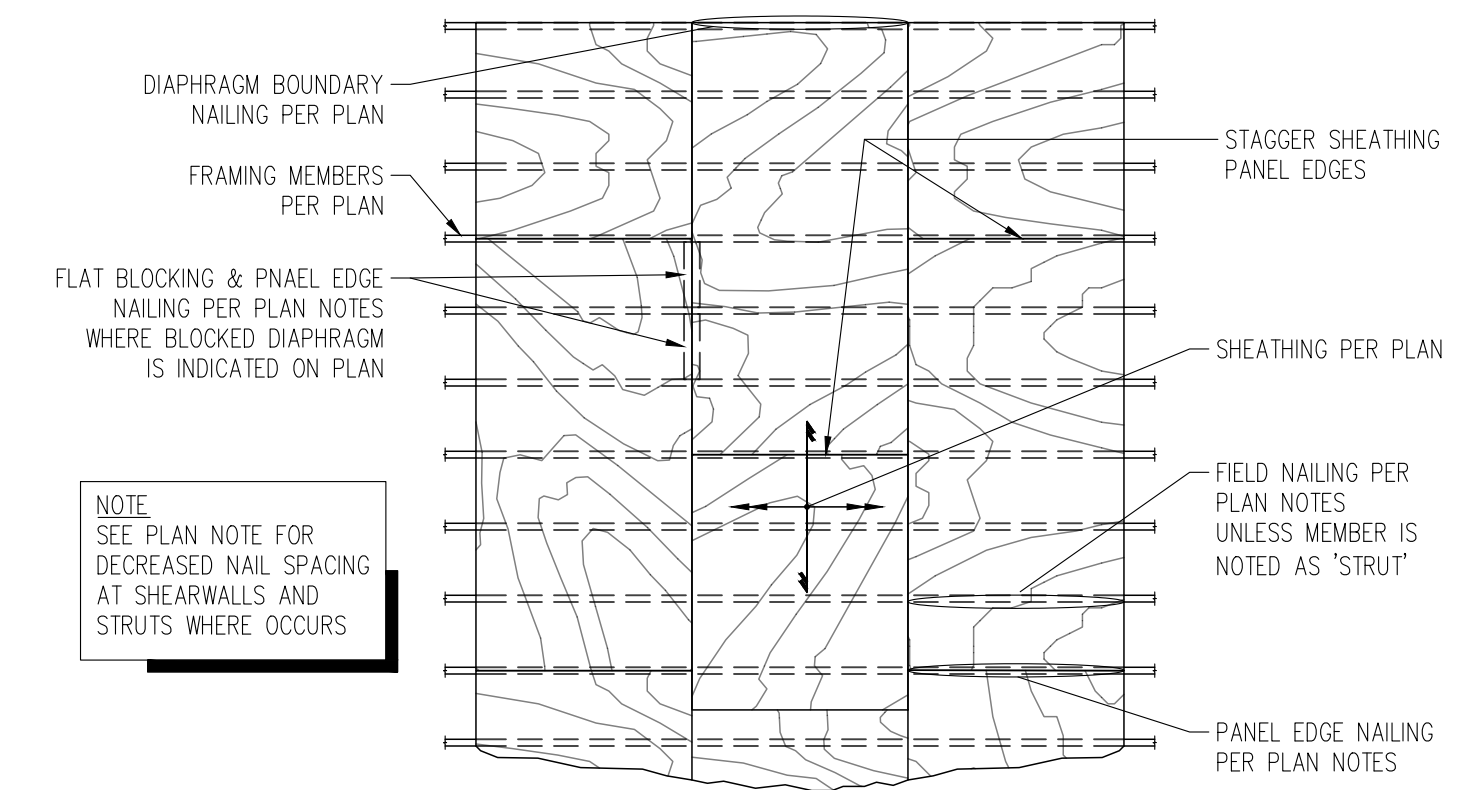 DIAPHRAGM BOUNDARY
NAILING PER PLAN
FRAMING MEMBERS
PER PLAN
FLAT BLOCKING & PNAEL EDGE
NAILING PER PLAN NOTES
WHERE BLOCKED DIAPHRAGM
IS INDICATED ON PLAN
NOTE
SEE PLAN NOTE FOR
DECREASED NAIL SPACING
AT SHEARWALLS AND
STRUTS WHERE OCCURS
STAGGER SHEATHING
PANEL EDGES
SHEATHING PER PLAN
FIELD NAILING PER
PLAN NOTES
UNLESS MEMBER IS
NOTED AS 'STRUT'
PANEL EDGE NAILING
PER PLAN NOTES